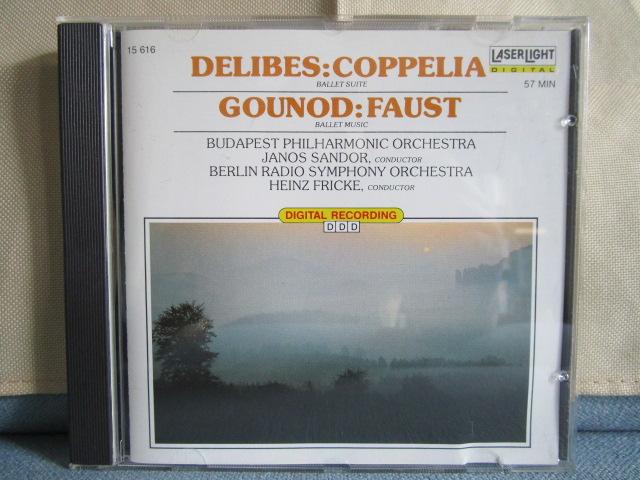 15 616
LASERLIGHT
DIGITAL
57 MIN
DELIBES:COPPELIA
BALLET SUITE
GOUNOD:FAUST
BALLET MUSIC
BUDAPEST PHILHARMONIC ORCHESTRA
JANOS SANDOR, CONDUCTOR
BERLIN RADIO SYMPHONY ORCHESTRA
HEINZ FRICKE, CONDUCTOR
DIGITAL RECORDING
DDD